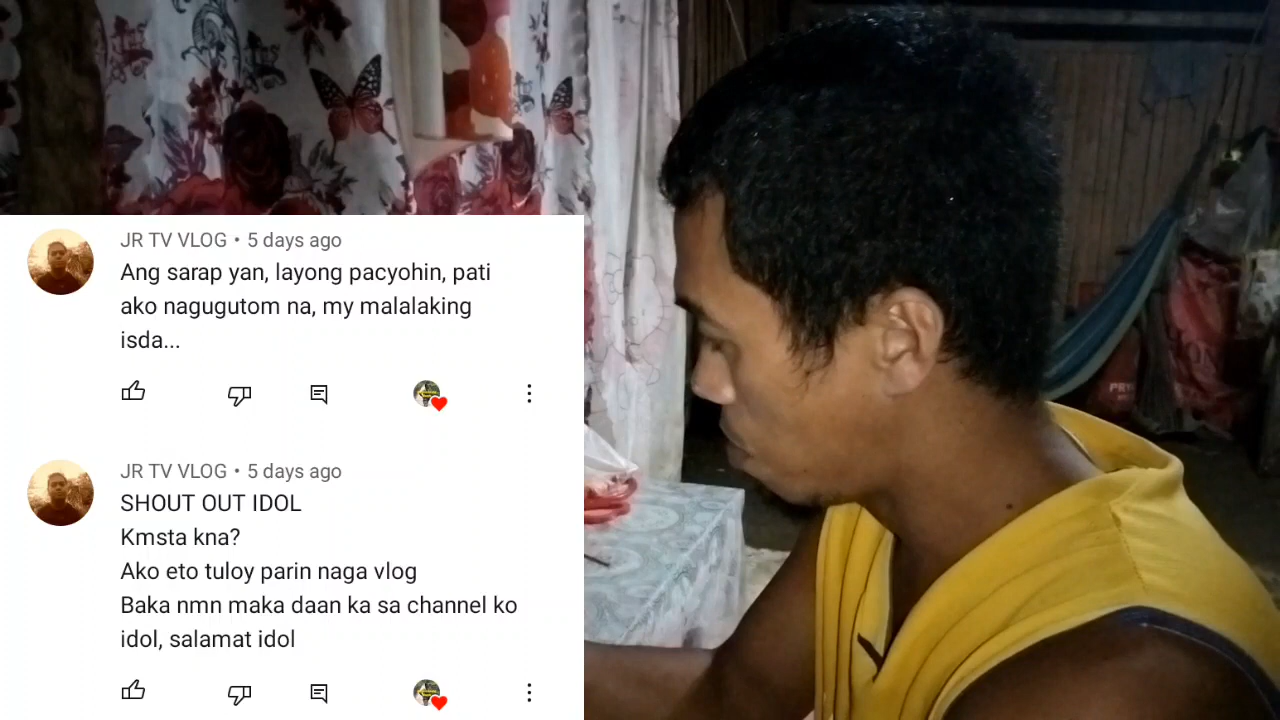 JR TV VLOG • 5 days ago
Ang sarap yan, layong pacyohin, pati
ako nagugutom na, my malalaking
isda...
JR TV VLOG • 5 days ago
SHOUT OUT IDOL
Kmsta kna?
Ako eto tuloy parin naga vlog
Baka nmn maka daan ka sa channel ko
idol, salamat idol